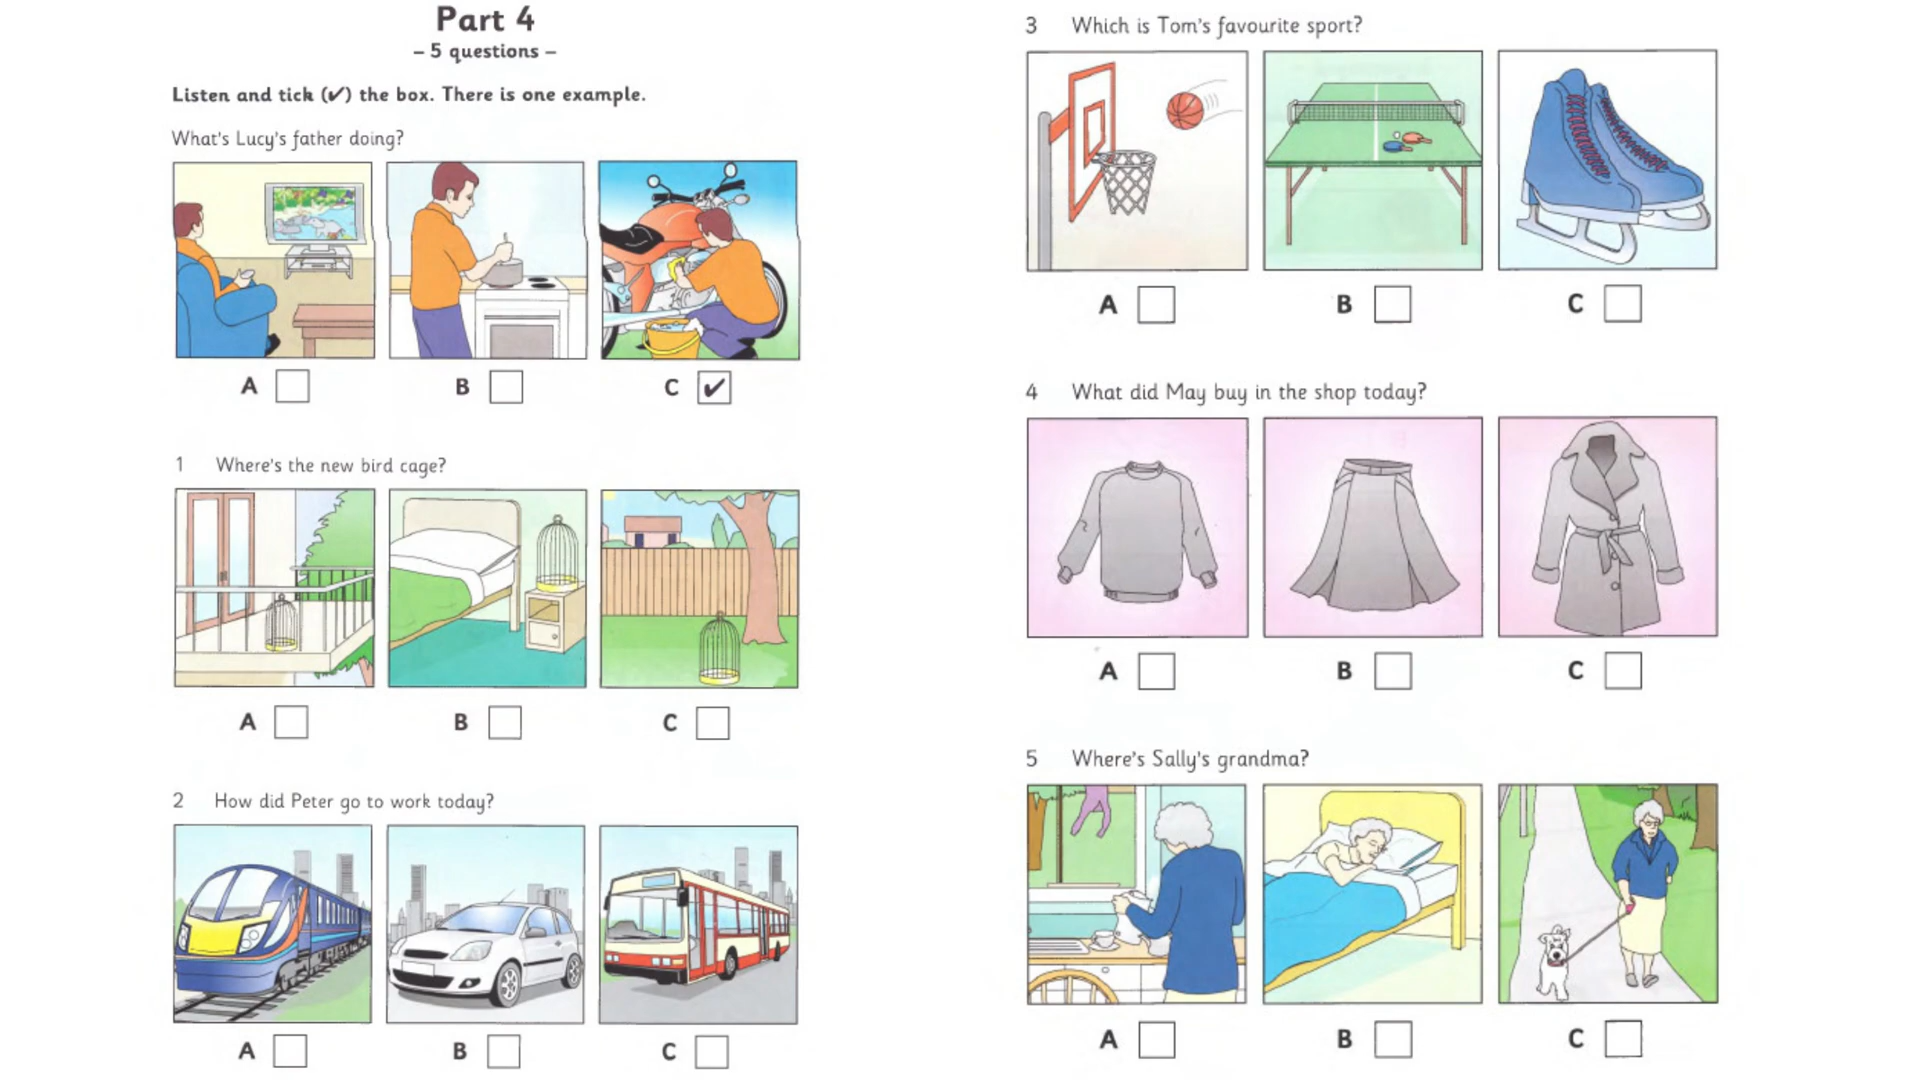 Part 4
– 5 questions –
Listen and tick (✔) the box. There is one example.
What's Lucy's father doing?
A
B
C ✔
1 Where's the new bird cage?
A
B
C
2 How did Peter go to work today?
A
B
C
3 Which is Tom's favourite sport?
A
B
C
4 What did May buy in the shop today?
A
B
C
5 Where's Sally's grandma?
A
B
C